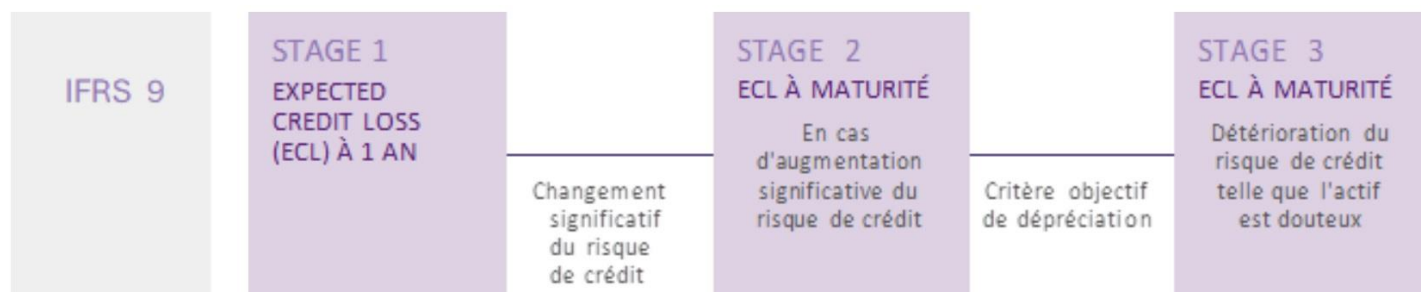 IFRS 9
STAGE 1
EXPECTED
CREDIT LOSS
(ECL) À 1 AN
Changement
significatif
du risque
de crédit
STAGE 2
ECL À MATURITÉ
En cas
d'augmentation
significative du
risque de crédit
Critère objectif
de dépréciation
STAGE 3
ECL À MATURITÉ
Détérioration du
risque de crédit
telle que l'actif
est douteux